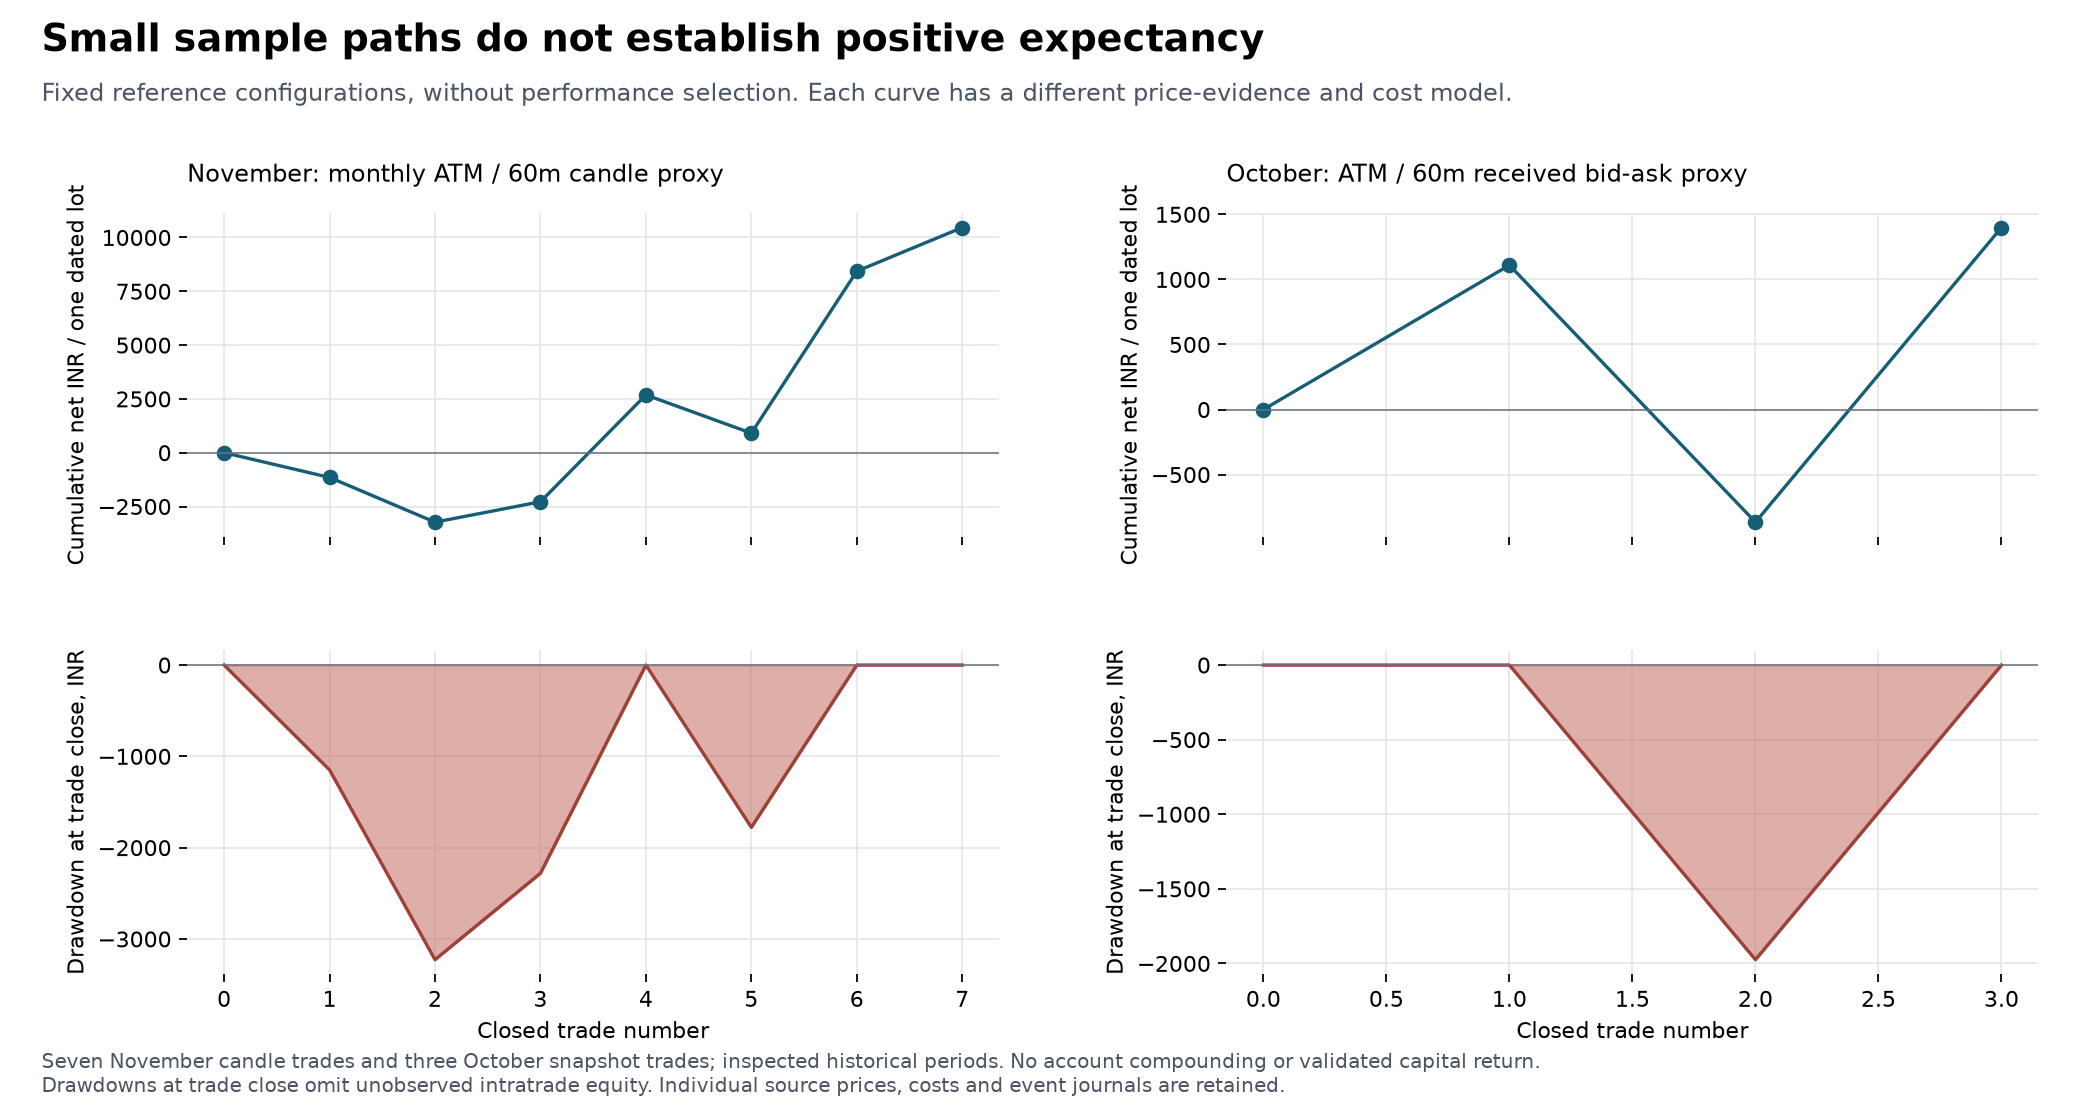 Small sample paths do not establish positive expectancy
Fixed reference configurations, without performance selection. Each curve has a different price-evidence and cost model.
November: monthly ATM / 60m candle proxy
Cumulative net INR / one dated lot
10000
7500
5000
2500
0
−2500
October: ATM / 60m received bid-ask proxy
Cumulative net INR / one dated lot
1500
1000
500
0
−500
Drawdown at trade close, INR
0
−1000
−2000
−3000
0 1 2 3 4 5 6 7
Closed trade number
Drawdown at trade close, INR
0
−500
−1000
−1500
−2000
0.0 0.5 1.0 1.5 2.0 2.5 3.0
Closed trade number
Seven November candle trades and three October snapshot trades; inspected historical periods. No account compounding or validated capital return.
Drawdowns at trade close omit unobserved intratrade equity. Individual source prices, costs and event journals are retained.